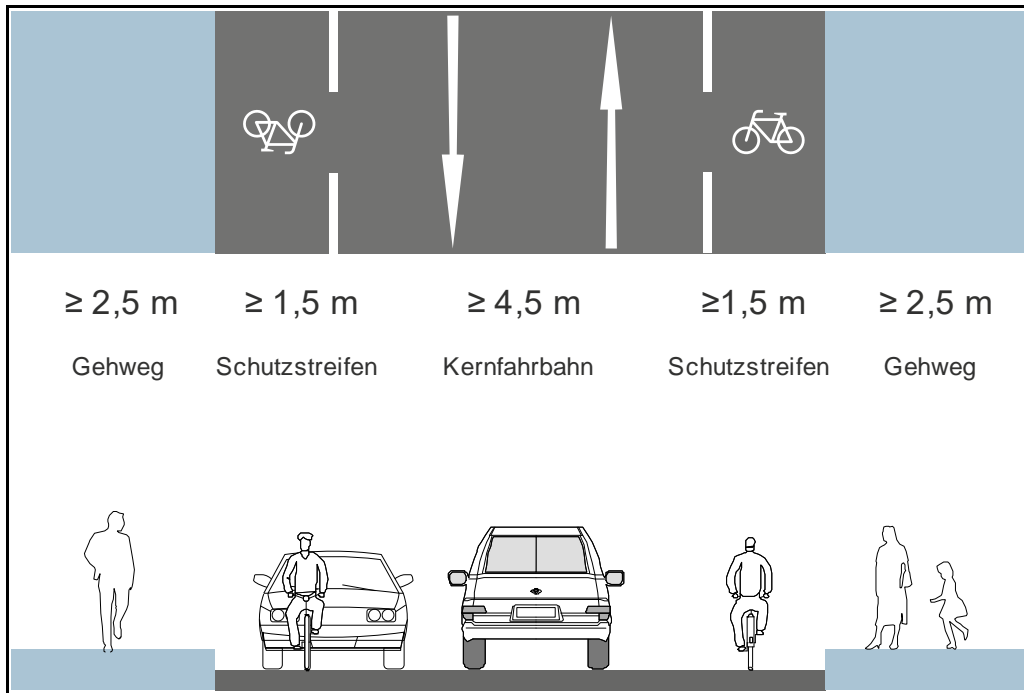 ≥ 2,5 m ≥ 1,5 m ≥ 4,5 m ≥1,5 m ≥ 2,5 m
Gehweg Schutzstreifen Kernfahrbahn Schutzstreifen Gehweg